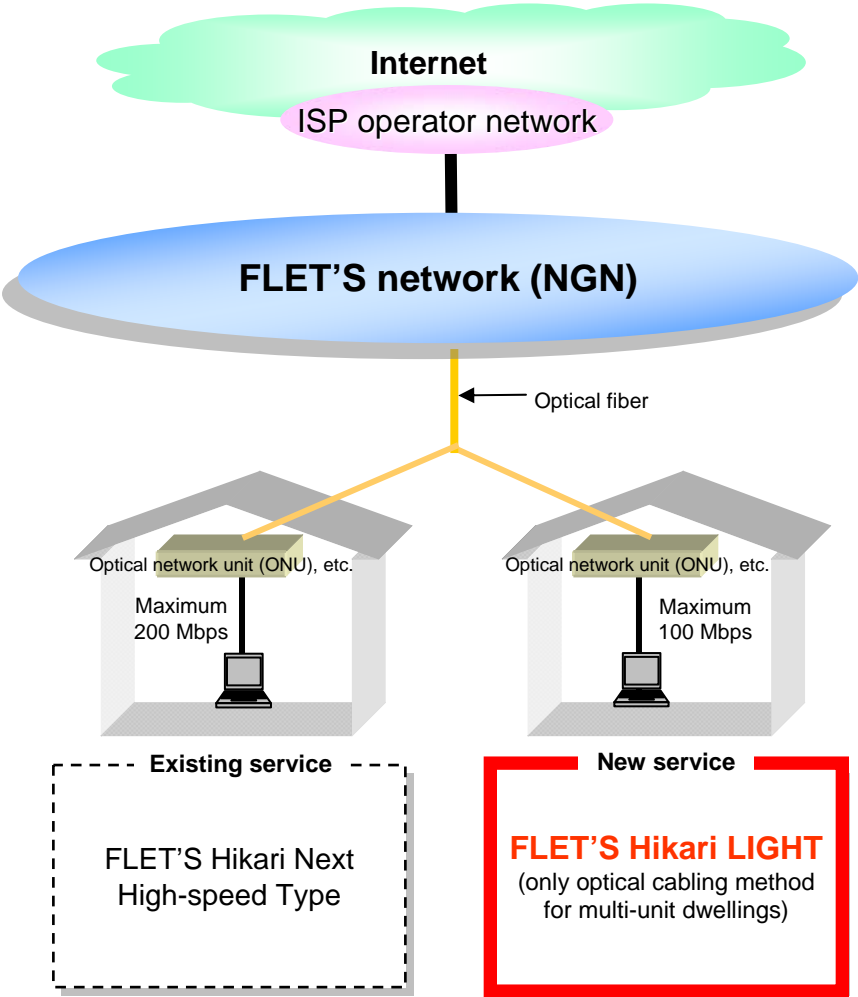 Internet
ISP operator network
FLET’S network (NGN)
Optical fiber
Optical network unit (ONU), etc.
Maximum
200 Mbps
Optical network unit (ONU), etc.
Maximum
100 Mbps
Existing service
FLET’S Hikari Next
High-speed Type
New service
FLET’S Hikari LIGHT
(only optical cabling method
for multi-unit dwellings)